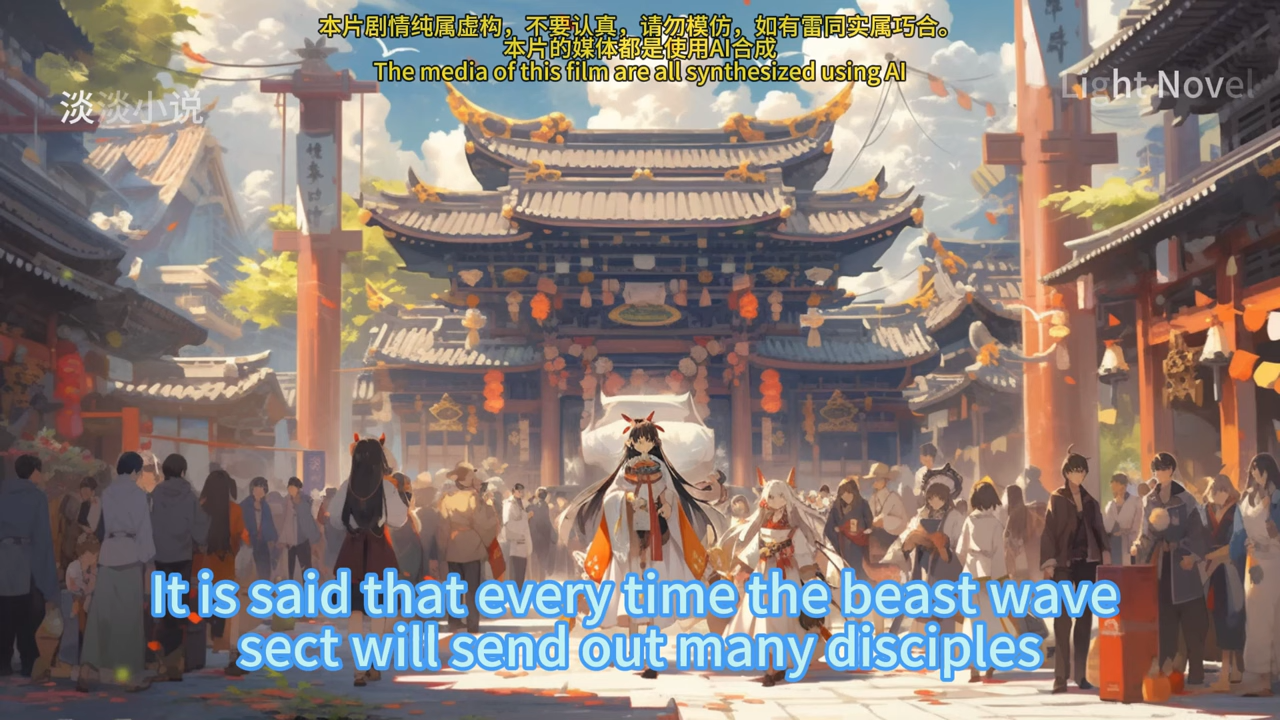 本片剧情纯属虚构，不要认真，请勿模仿，如有雷同实属巧合。
本片的媒体都是使用AI合成
The media of this film are all synthesized using AI
淡淡小说
Light Novel
It is said that every time the beast wave
sect will send out many disciples